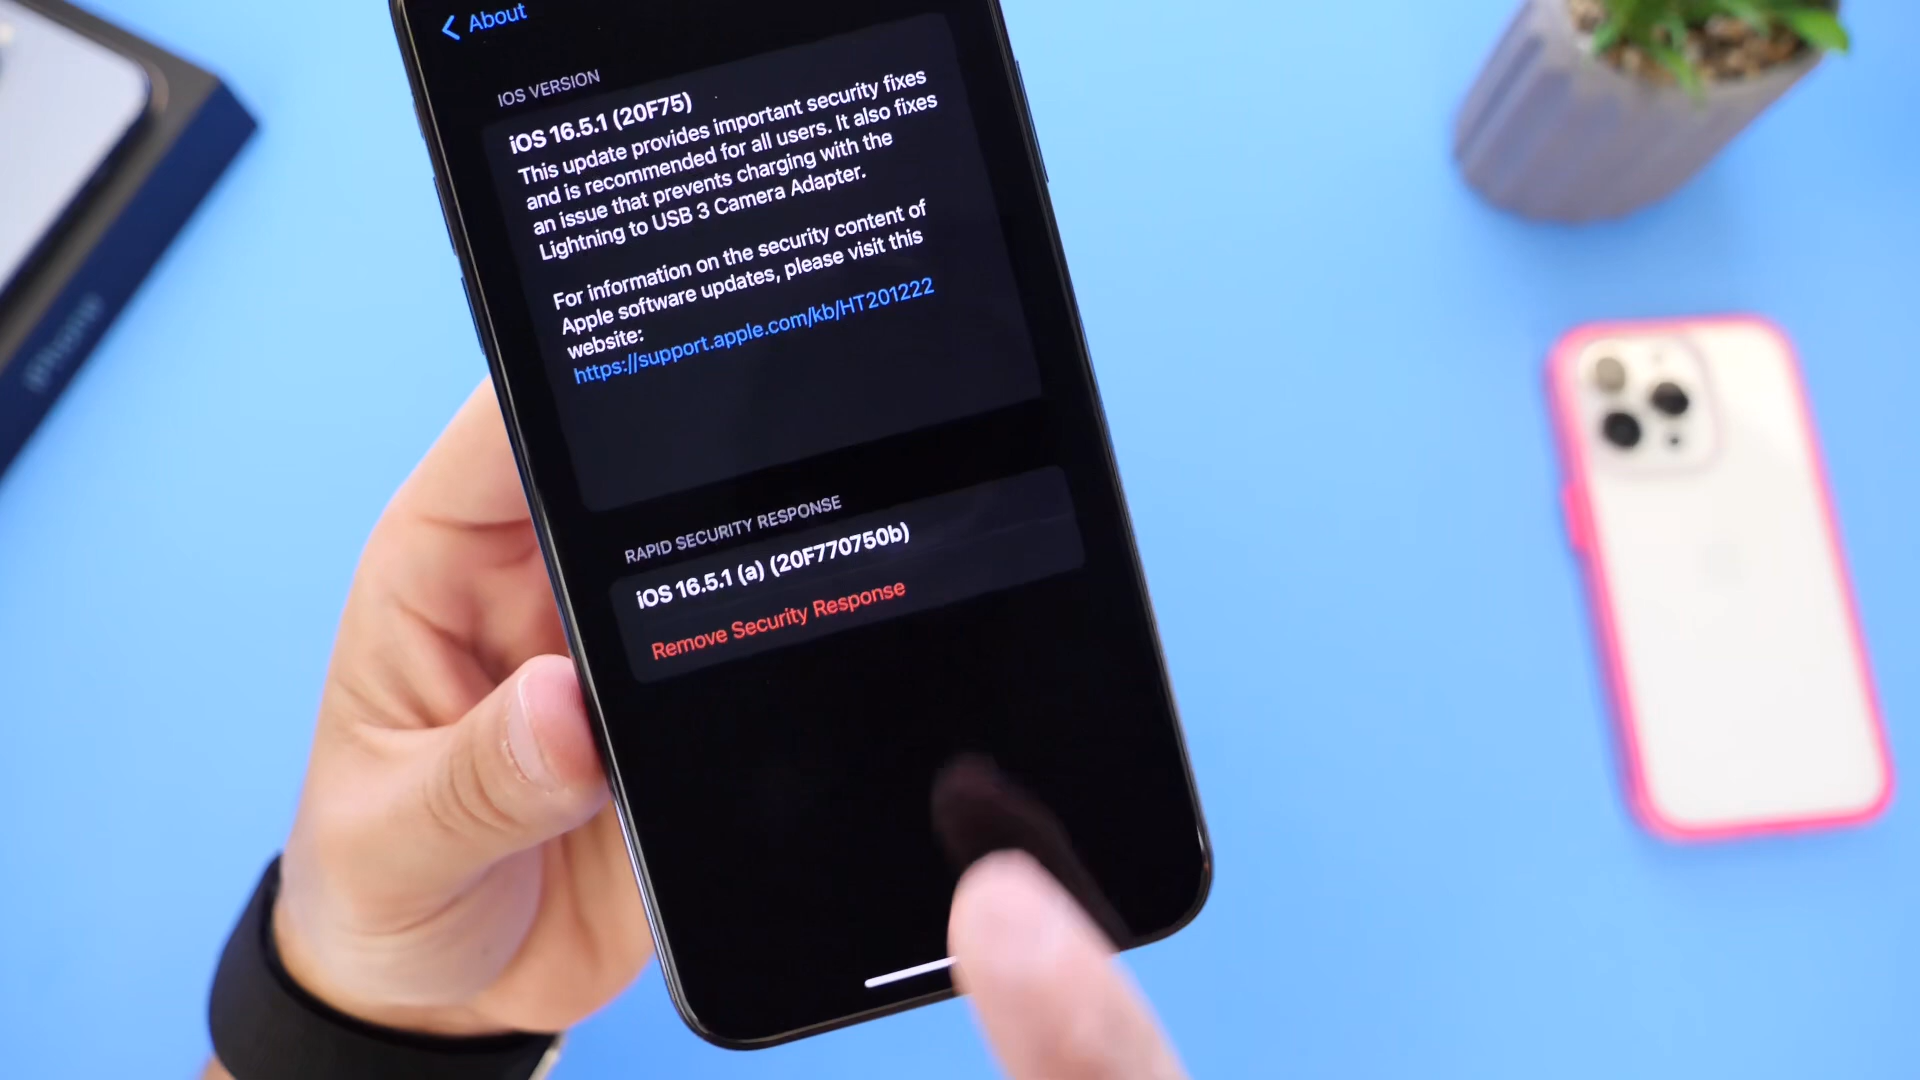 About
IOS VERSION
iOS 16.5.1 (20F75)
This update provides important security fixes
and is recommended for all users. It also fixes
an issue that prevents charging with the
Lightning to USB 3 Camera Adapter.
For information on the security content of
Apple software updates, please visit this
website:
https://support.apple.com/kb/HT201222
RAPID SECURITY RESPONSE
iOS 16.5.1 (a) (20F770750b)
Remove Security Response
iPhone